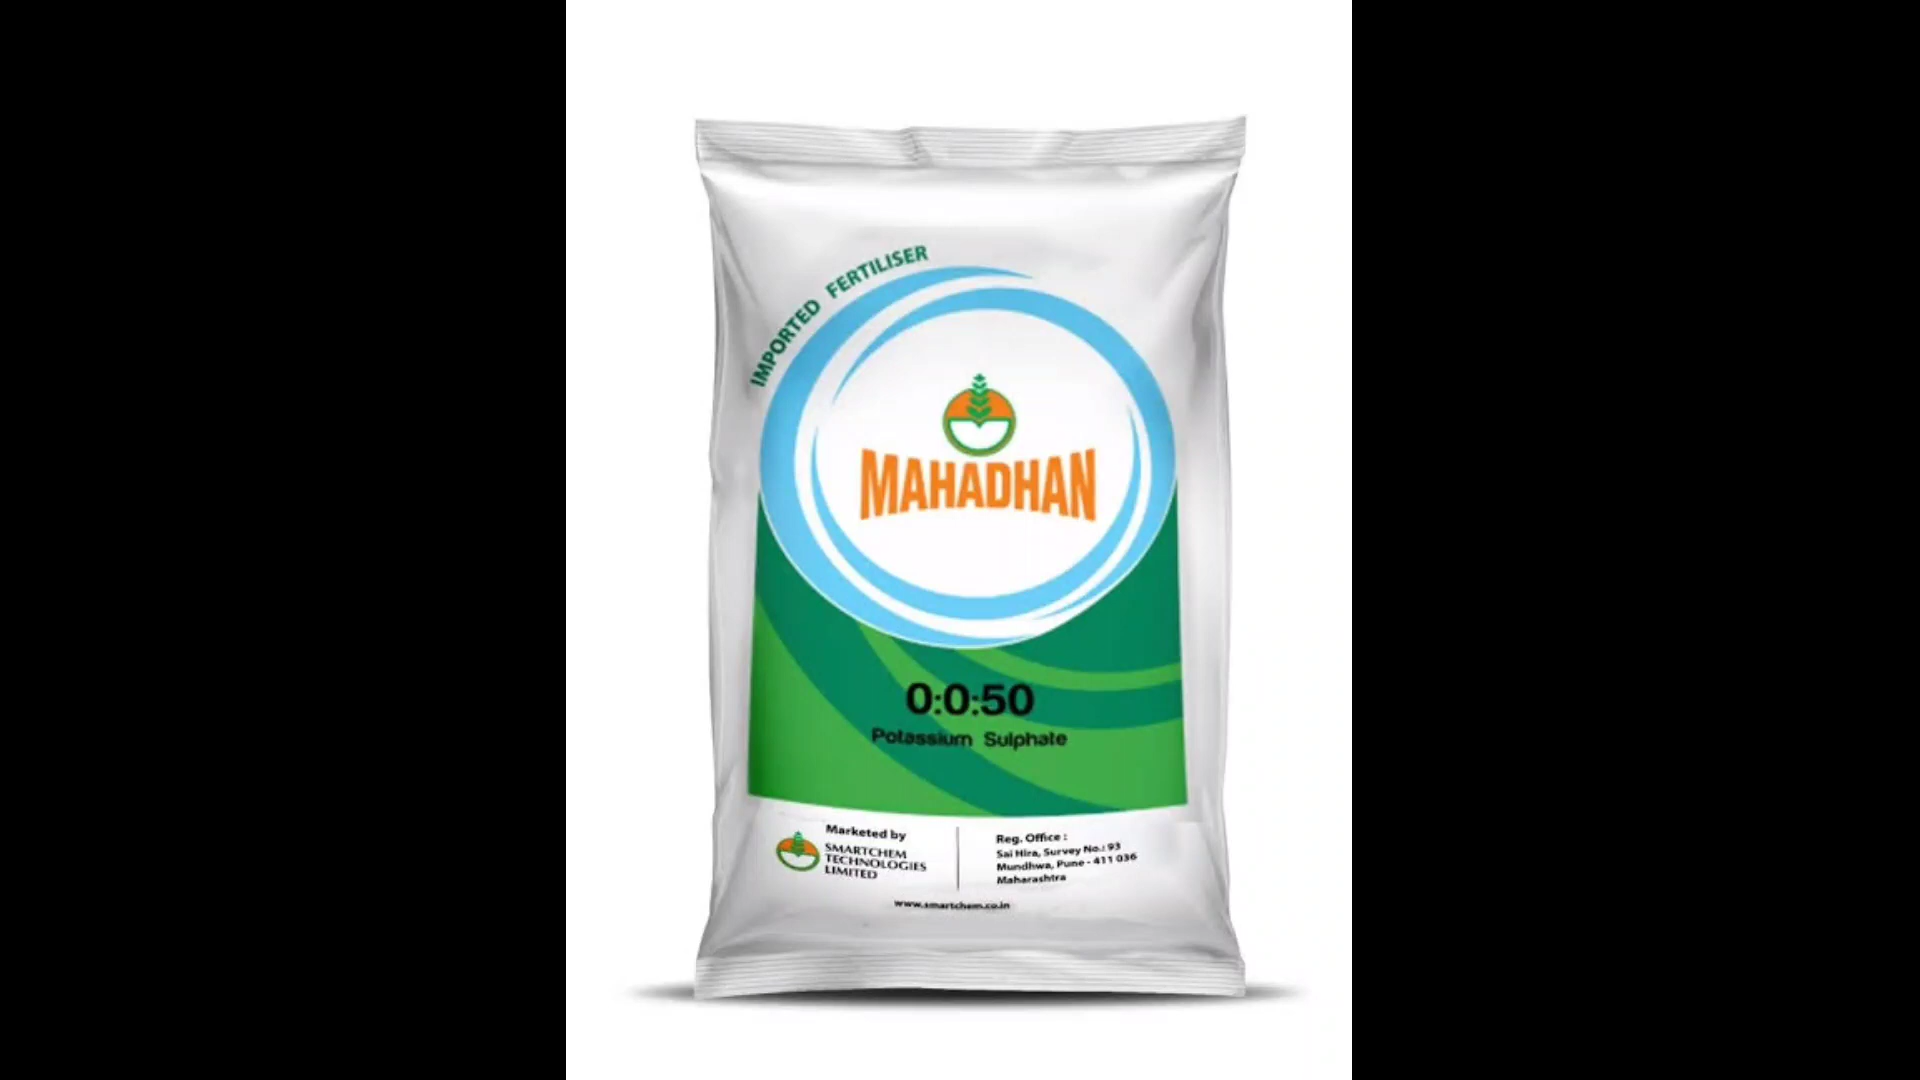 IMPORTED FERTILISER
MAHADHAN
0:0:50
Potassium Sulphate
Marketed by
SMARTCHEM
TECHNOLOGIES
LIMITED
Reg. Office :
Sai Hira, Survey No.: 93
Mundhwa, Pune - 411 036
Maharashtra
www.smartchem.co.in